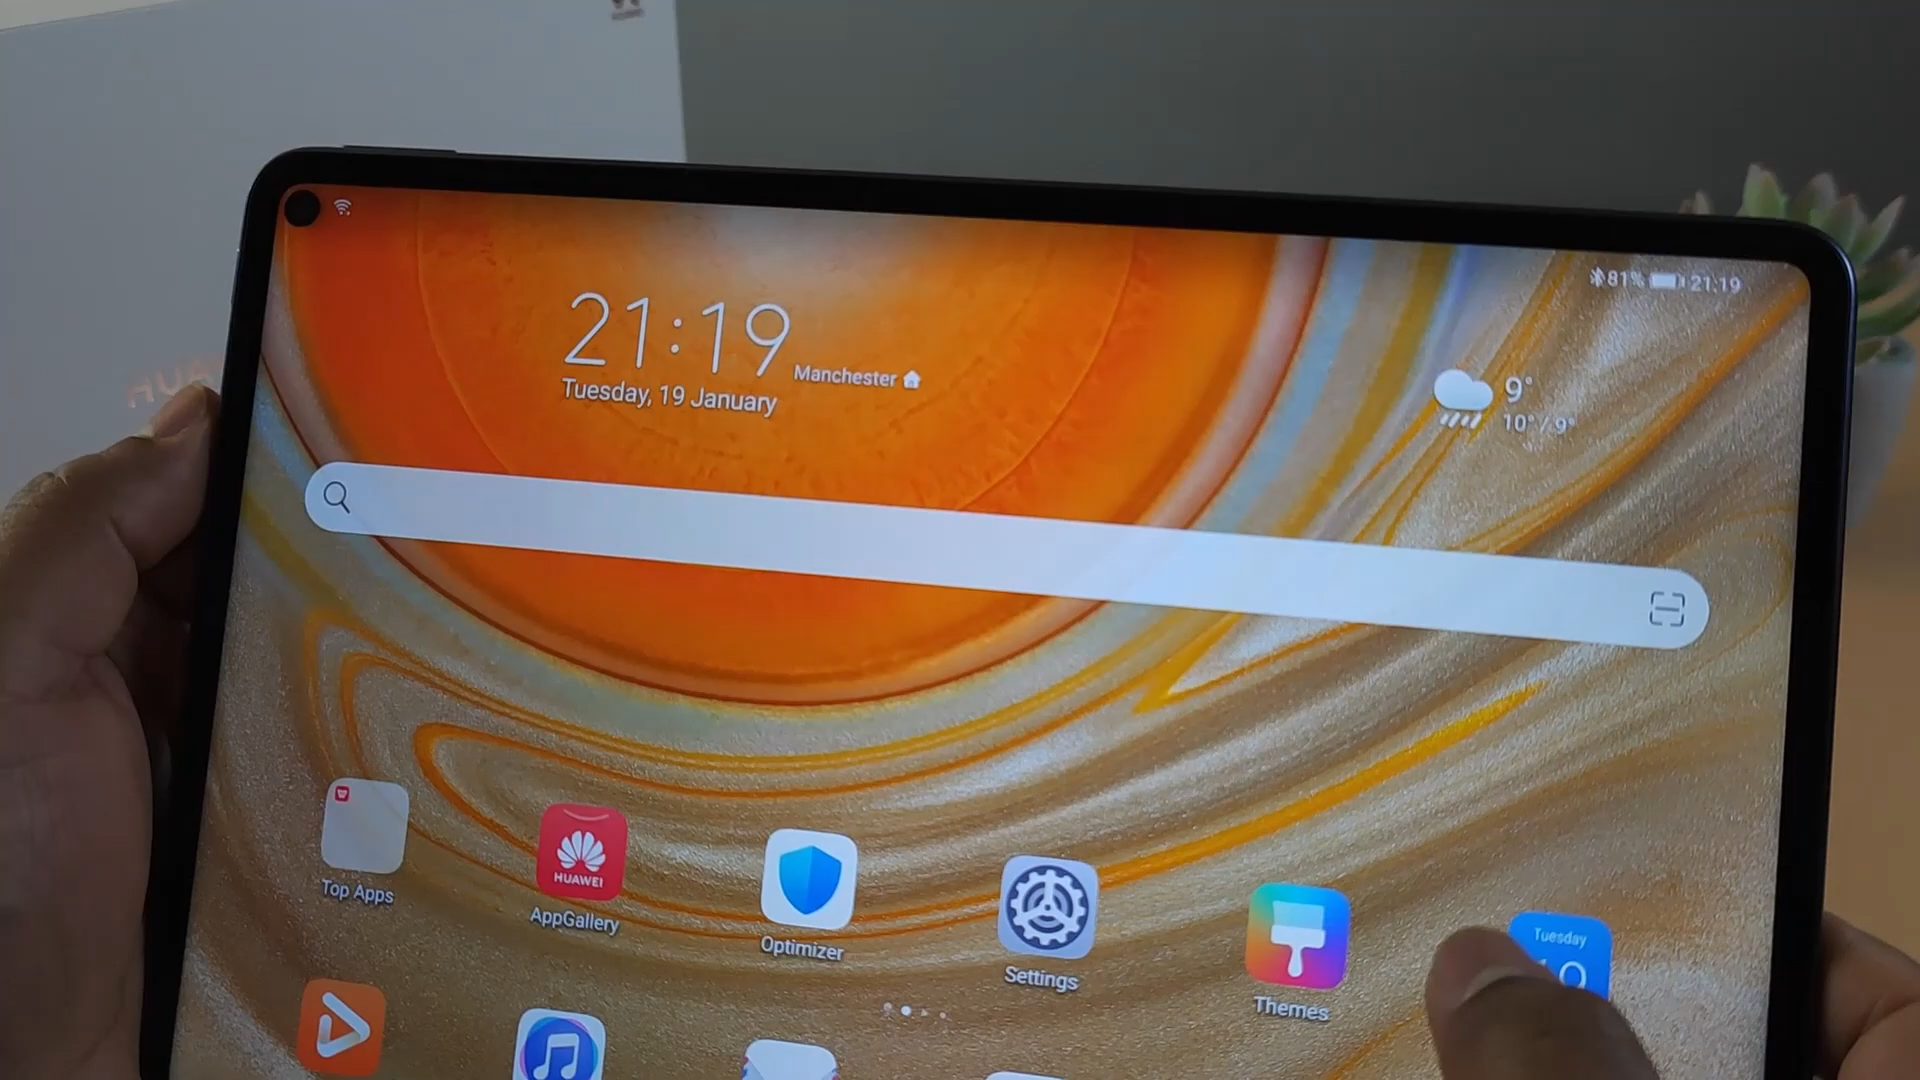 81% 21:19
21:19
Manchester
Tuesday, 19 January
9°
10° / 9°
Top Apps
HUAWEI
AppGallery
Optimizer
Settings
Themes
Tuesday